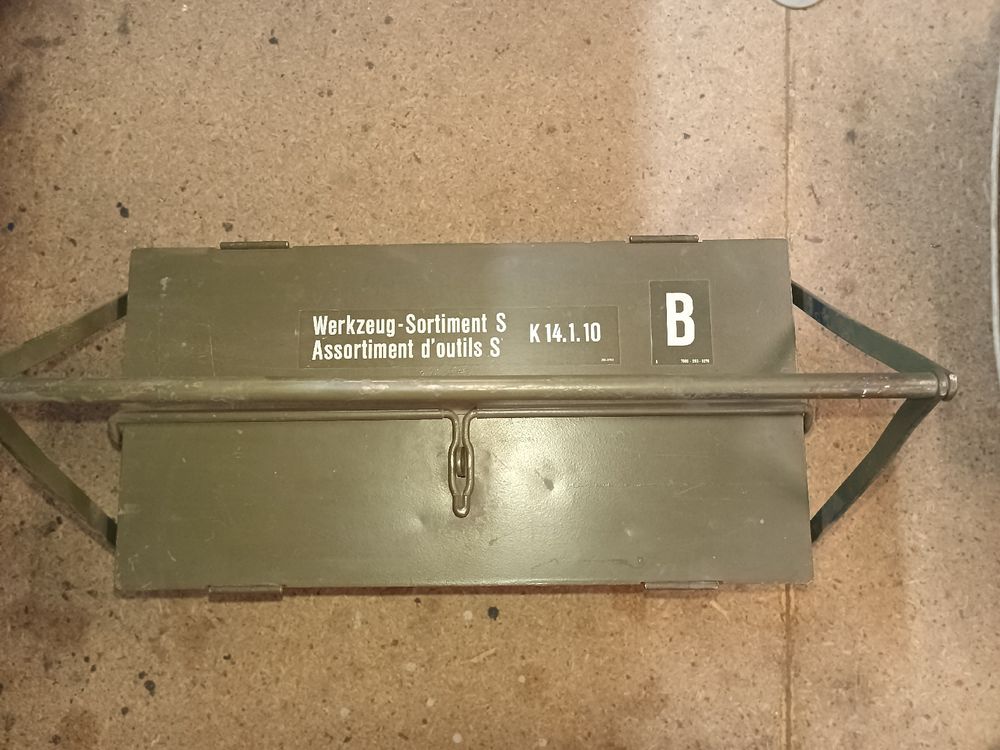 Werkzeug-Sortiment S
Assortiment d'outils S
K 14.1.10
B